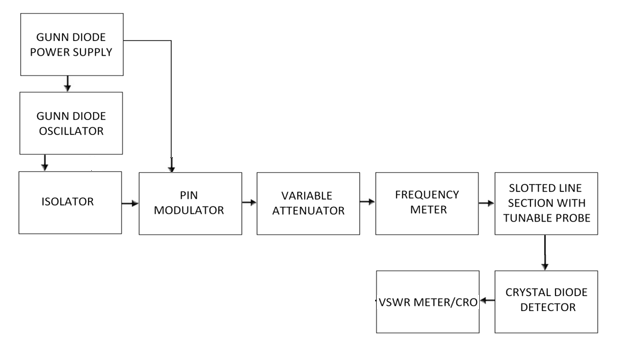 GUNN DIODE
POWER SUPPLY
GUNN DIODE
OSCILLATOR
ISOLATOR
PIN
MODULATOR
VARIABLE
ATTENUATOR
FREQUENCY
METER
SLOTTED LINE
SECTION WITH
TUNABLE PROBE
CRYSTAL DIODE
DETECTOR
VSWR METER/CRO